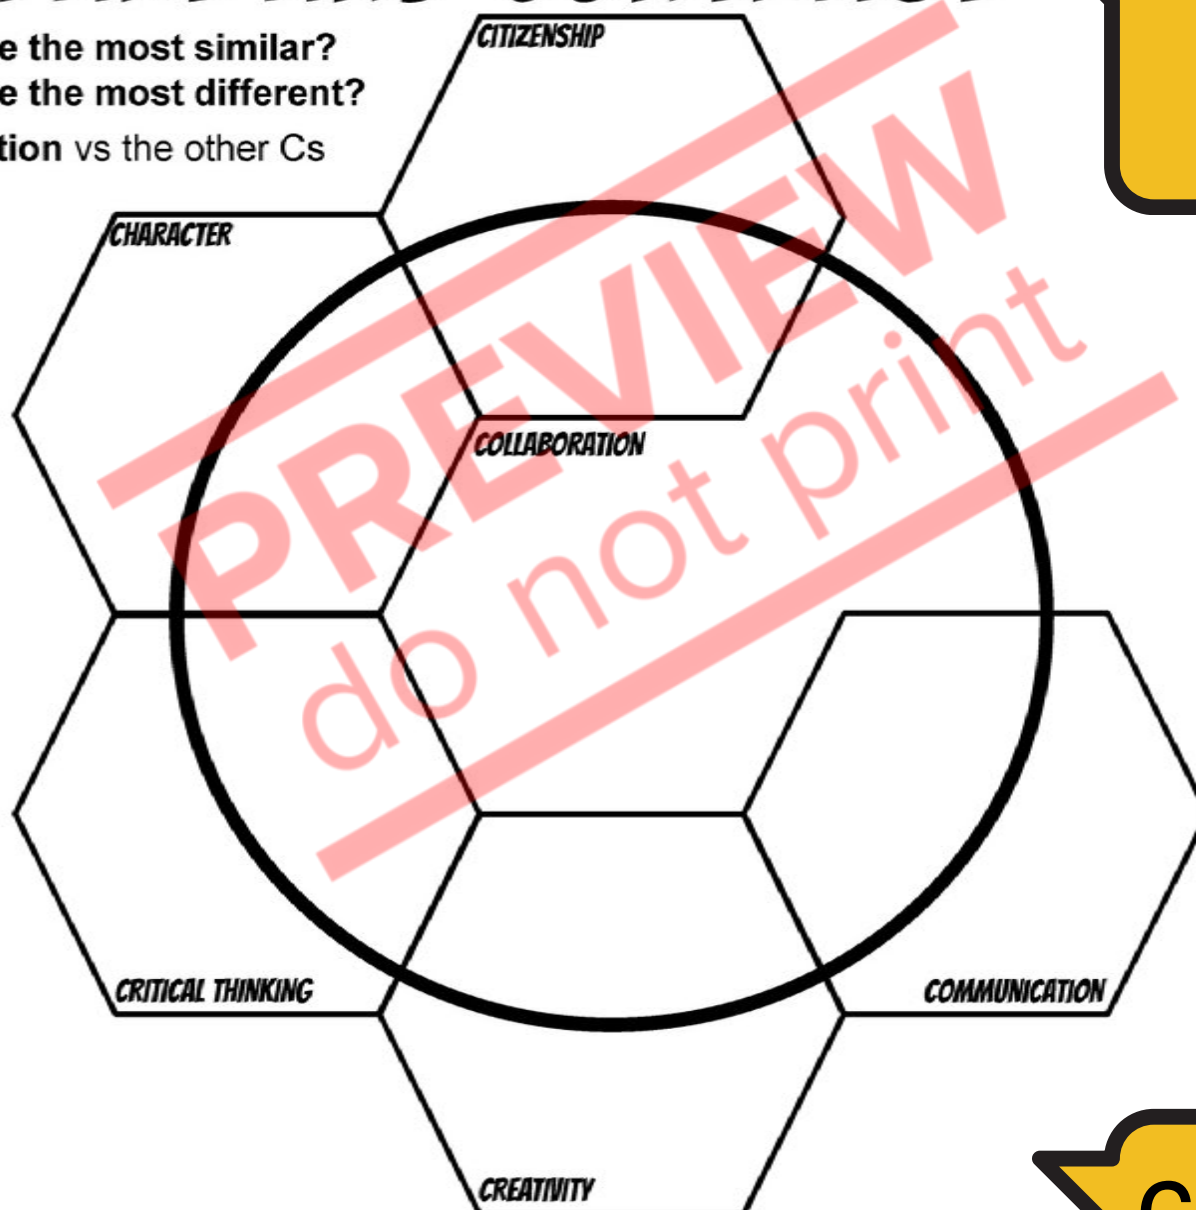 e the most similar?
e the most different?
tion vs the other Cs
CITIZENSHIP
CHARACTER
COLLABORATION
PREVIEW
do not print
CRITICAL THINKING
COMMUNICATION
CREATIVITY